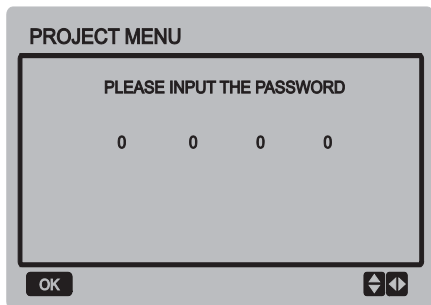 PROJECT MENU
PLEASE INPUT THE PASSWORD
0 0 0 0
OK